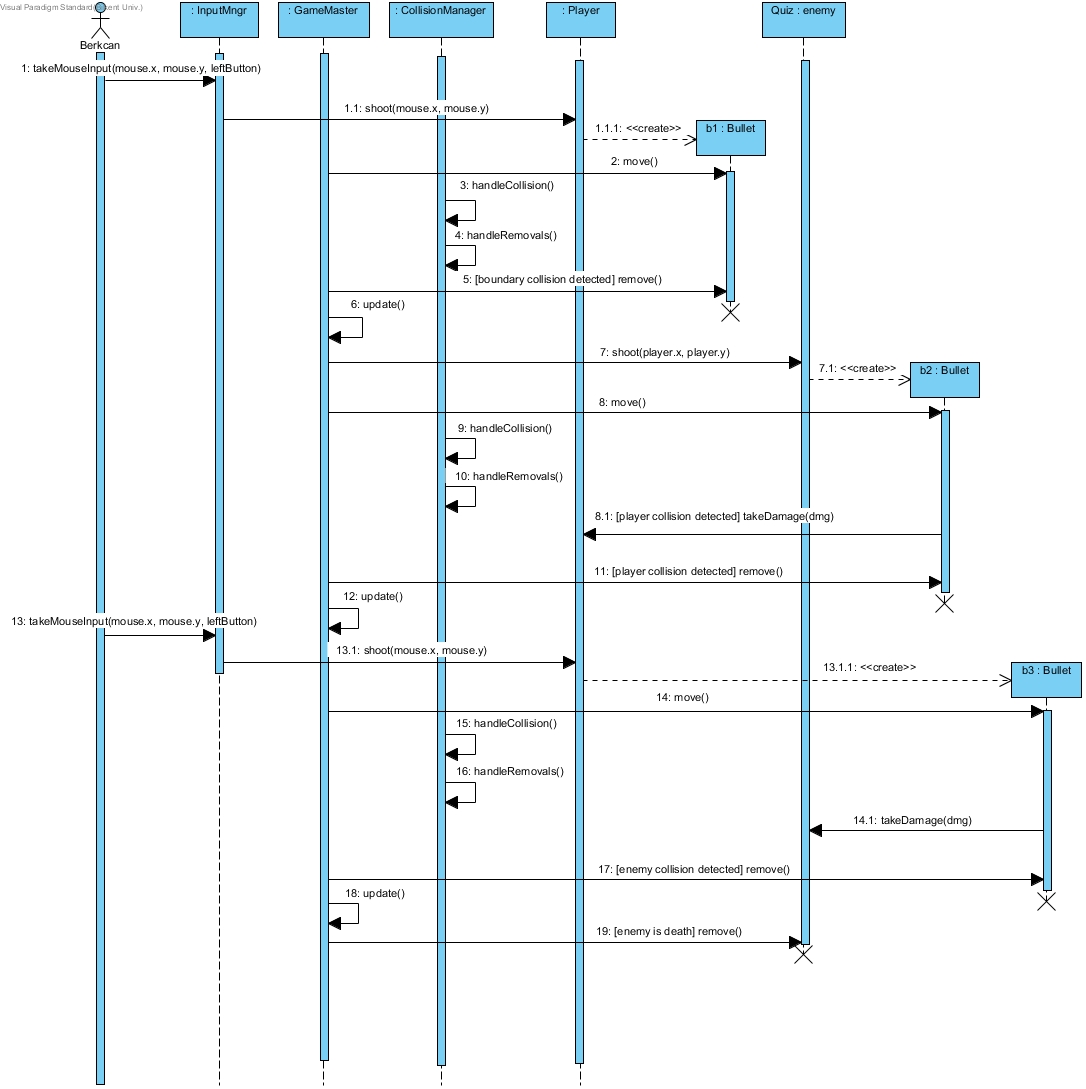 Visual Paradigm Standard(
ent Univ.)
: InputMngr
: GameMaster
: CollisionManager
: Player
Quiz : enemy
Berkcan
1: takeMouseInput(mouse.x, mouse.y, leftButton)
1.1: shoot(mouse.x, mouse.y)
1.1.1: <<create>>
b1 : Bullet
2: move()
3: handleCollision()
4: handleRemovals()
5: [boundary collision detected] remove()
6: update()
7: shoot(player.x, player.y)
7.1: <<create>>
b2 : Bullet
8: move()
9: handleCollision()
10: handleRemovals()
8.1: [player collision detected] takeDamage(dmg)
11: [player collision detected] remove()
12: update()
13: takeMouseInput(mouse.x, mouse.y, leftButton)
13.1: shoot(mouse.x, mouse.y)
13.1.1: <<create>>
b3 : Bullet
14: move()
15: handleCollision()
16: handleRemovals()
14.1: takeDamage(dmg)
17: [enemy collision detected] remove()
18: update()
19: [enemy is death] remove()